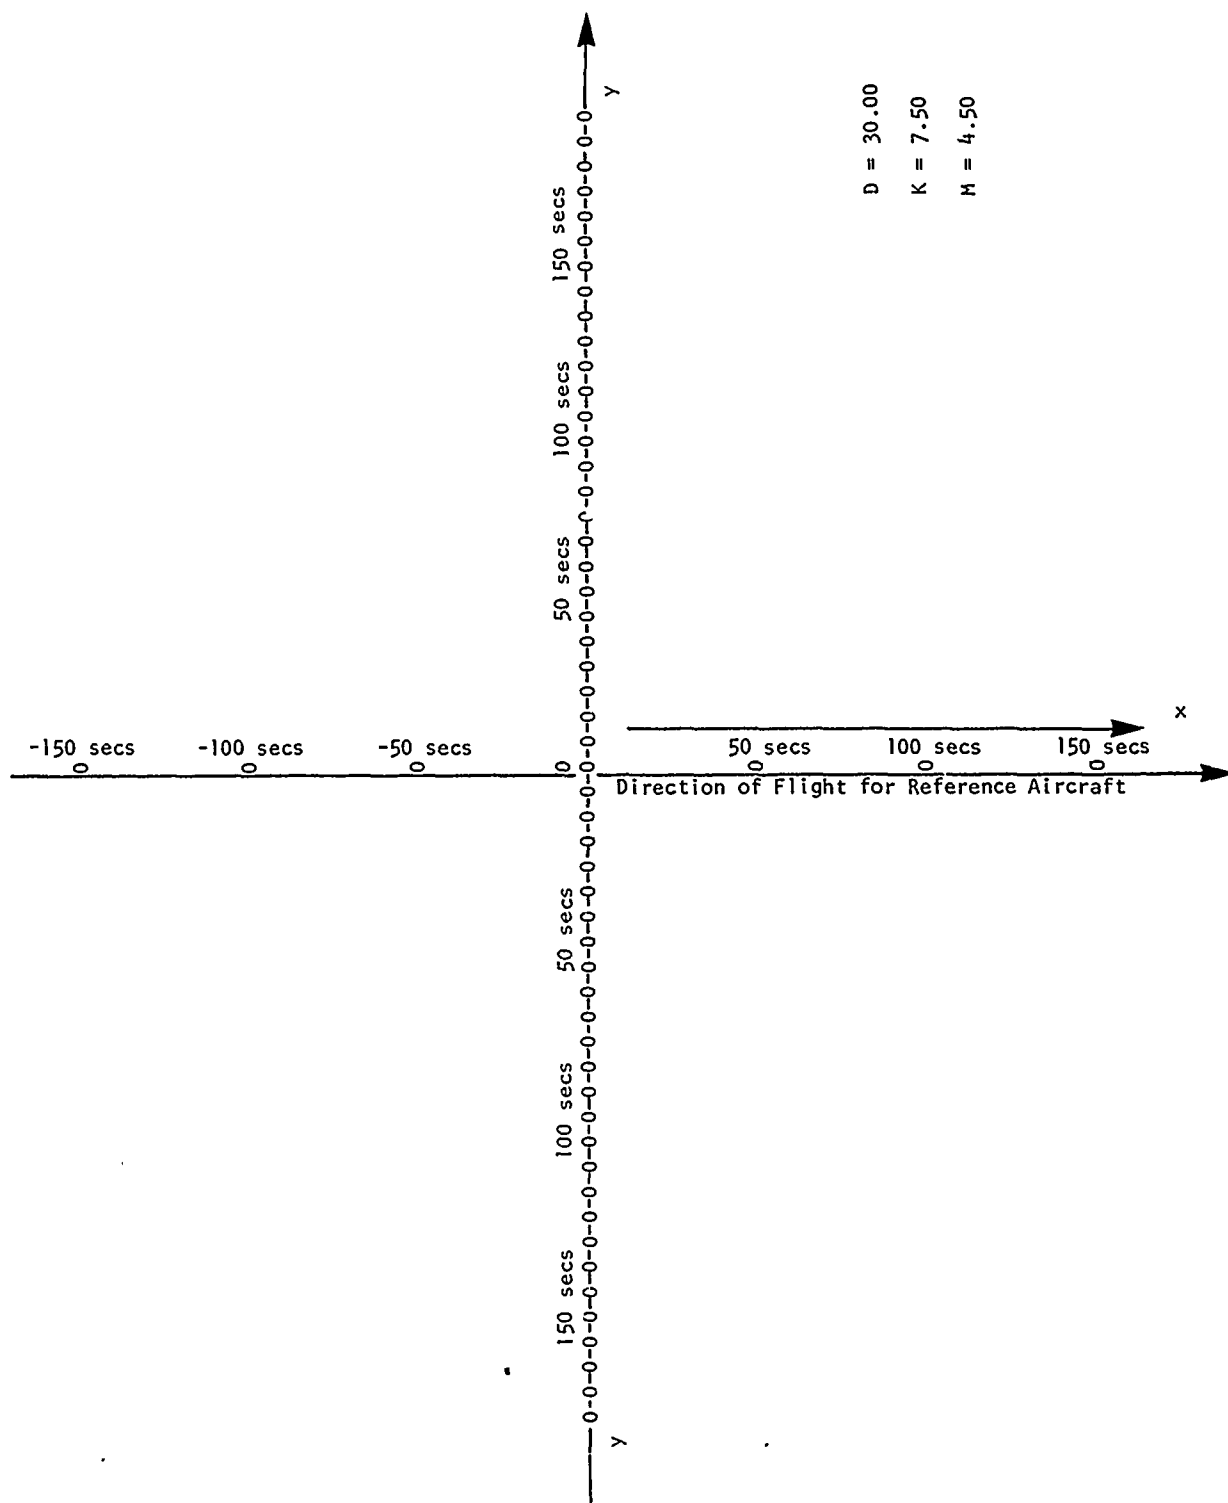 y
150 secs
100 secs
50 secs
D = 30.00
K = 7.50
M = 4.50
x
-150 secs
-100 secs
-50 secs
0
50 secs
100 secs
150 secs
Direction of Flight for Reference Aircraft
50 secs
100 secs
150 secs
y